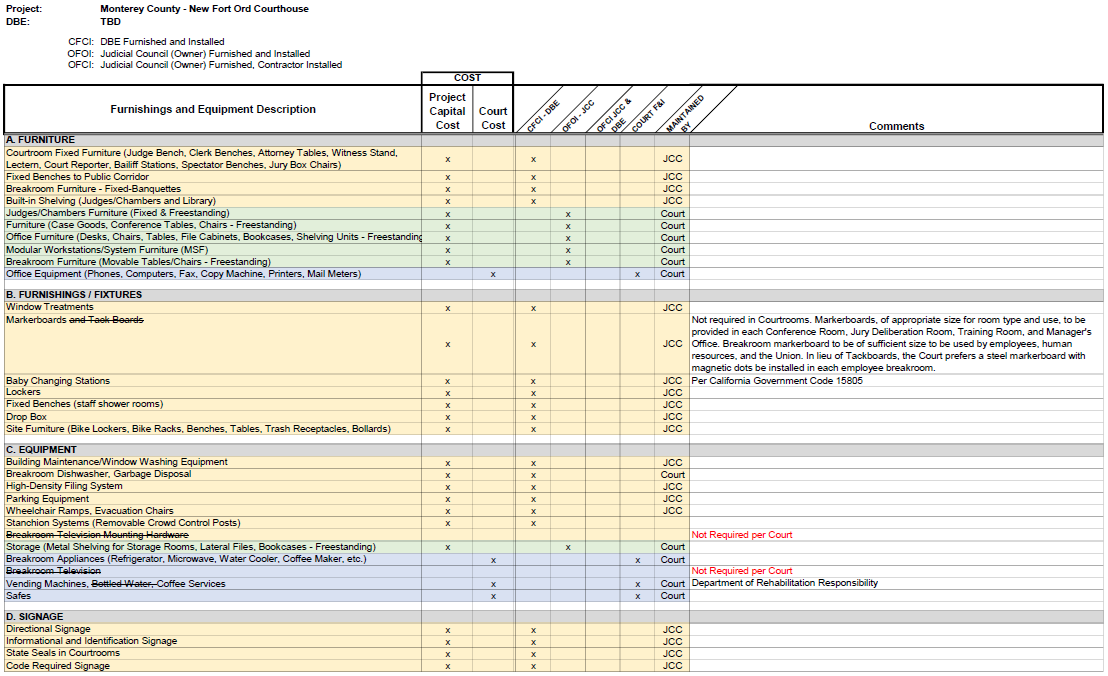 Project: Monterey County - New Fort Ord Courthouse
DBE: TBD
CFCI: DBE Furnished and Installed
OFOI: Judicial Council (Owner) Furnished and Installed
OFCI: Judicial Council (Owner) Furnished, Contractor Installed
COST
Furnishings and Equipment Description
Project
Capital
Cost
Court
Cost
CFCI - DBE
OFOI - JCC
OFCI JCC &
DBE
COURT F&I
MAINTAINED
BY
Comments
A. FURNITURE
Courtroom Fixed Furniture (Judge Bench, Clerk Benches, Attorney Tables, Witness Stand,
Lectern, Court Reporter, Bailiff Stations, Spectator Benches, Jury Box Chairs) x x JCC
Fixed Benches to Public Corridor x x JCC
Breakroom Furniture - Fixed-Banquettes x x JCC
Built-in Shelving (Judges/Chambers and Library) x x JCC
Judges/Chambers Furniture (Fixed & Freestanding) x x Court
Furniture (Case Goods, Conference Tables, Chairs - Freestanding) x x Court
Office Furniture (Desks, Chairs, Tables, File Cabinets, Bookcases, Shelving Units - Freestanding x x Court
Modular Workstations/System Furniture (MSF) x x Court
Breakroom Furniture (Movable Tables/Chairs - Freestanding) x x Court
Office Equipment (Phones, Computers, Fax, Copy Machine, Printers, Mail Meters) x x Court
B. FURNISHINGS / FIXTURES
Window Treatments x x JCC
Markerboards and Tack Boards x x JCC
Not required in Courtrooms. Markerboards, of appropriate size for room type and use, to be
provided in each Conference Room, Jury Deliberation Room, Training Room, and Manager's
Office. Breakroom markerboard to be of sufficient size to be used by employees, human
resources, and the Union. In lieu of Tackboards, the Court prefers a steel markerboard with
magnetic dots be installed in each employee breakroom.
Baby Changing Stations x x JCC Per California Government Code 15805
Lockers x x JCC
Fixed Benches (staff shower rooms) x x JCC
Drop Box x x JCC
Site Furniture (Bike Lockers, Bike Racks, Benches, Tables, Trash Receptacles, Bollards) x x JCC
C. EQUIPMENT
Building Maintenance/Window Washing Equipment x x JCC
Breakroom Dishwasher, Garbage Disposal x x Court
High-Density Filing System x x JCC
Parking Equipment x x JCC
Wheelchair Ramps, Evacuation Chairs x x JCC
Stanchion Systems (Removable Crowd Control Posts) x x
Breakroom Television Mounting Hardware Not Required per Court
Storage (Metal Shelving for Storage Rooms, Lateral Files, Bookcases - Freestanding) x x Court
Breakroom Appliances (Refrigerator, Microwave, Water Cooler, Coffee Maker, etc.) x x Court
Breakroom Television Not Required per Court
Vending Machines, Bottled Water, Coffee Services x x Court Department of Rehabilitation Responsibility
Safes x x Court
D. SIGNAGE
Directional Signage x x JCC
Informational and Identification Signage x x JCC
State Seals in Courtrooms x x JCC
Code Required Signage x x JCC